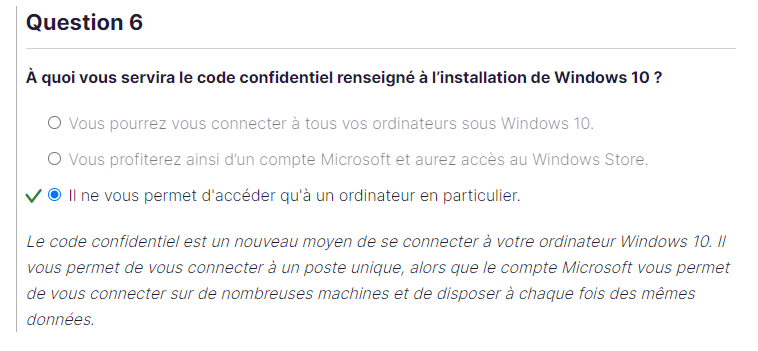 Question 6
À quoi vous servira le code confidentiel renseigné à l’installation de Windows 10 ?
Vous pourrez vous connecter à tous vos ordinateurs sous Windows 10.
Vous profiterez ainsi d’un compte Microsoft et aurez accès au Windows Store.
Il ne vous permet d'accéder qu'à un ordinateur en particulier.
Le code confidentiel est un nouveau moyen de se connecter à votre ordinateur Windows 10. Il
vous permet de vous connecter à un poste unique, alors que le compte Microsoft vous permet
de vous connecter sur de nombreuses machines et de disposer à chaque fois des mêmes
données.